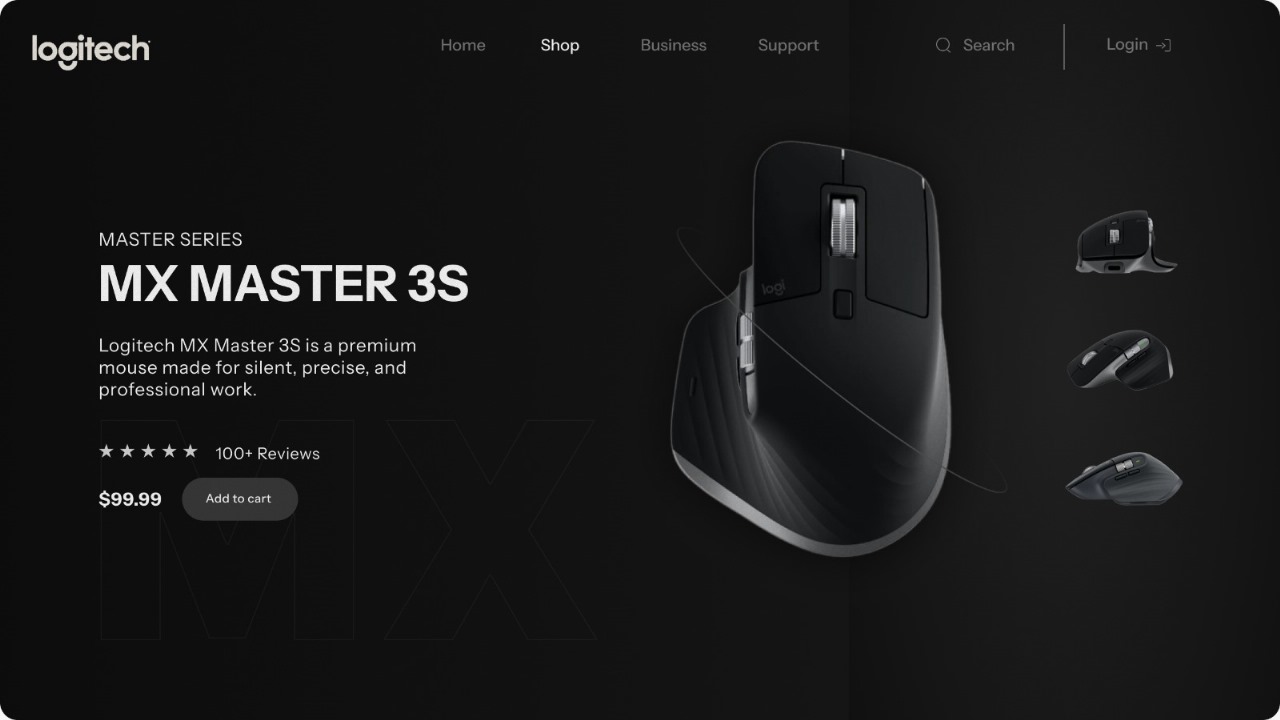 logitech
Home Shop Business Support Search Login
MASTER SERIES
MX MASTER 3S
Logitech MX Master 3S is a premium
mouse made for silent, precise, and
professional work.
★ ★ ★ ★ ★ 100+ Reviews
$99.99 Add to cart
MX
logi